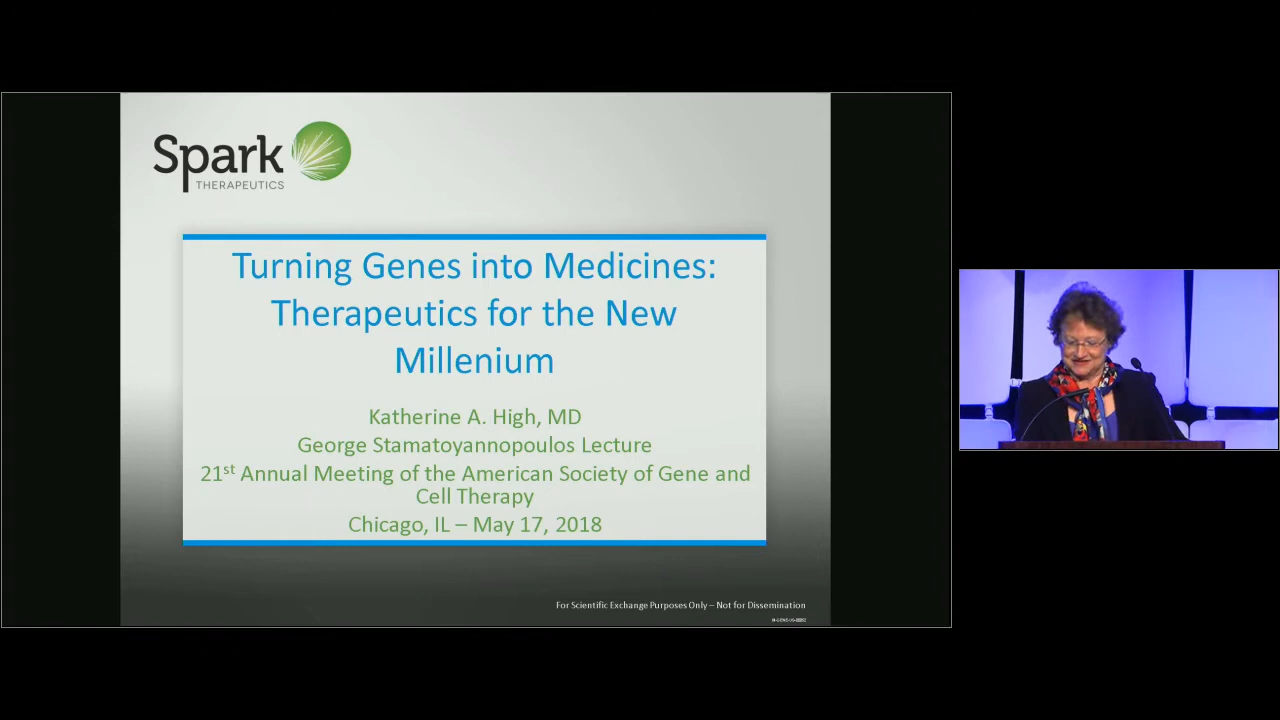 Spark
THERAPEUTICS
Turning Genes into Medicines:
Therapeutics for the New
Millenium
Katherine A. High, MD
George Stamatoyannopoulos Lecture
21st Annual Meeting of the American Society of Gene and
Cell Therapy
Chicago, IL – May 17, 2018
For Scientific Exchange Purposes Only – Not for Dissemination